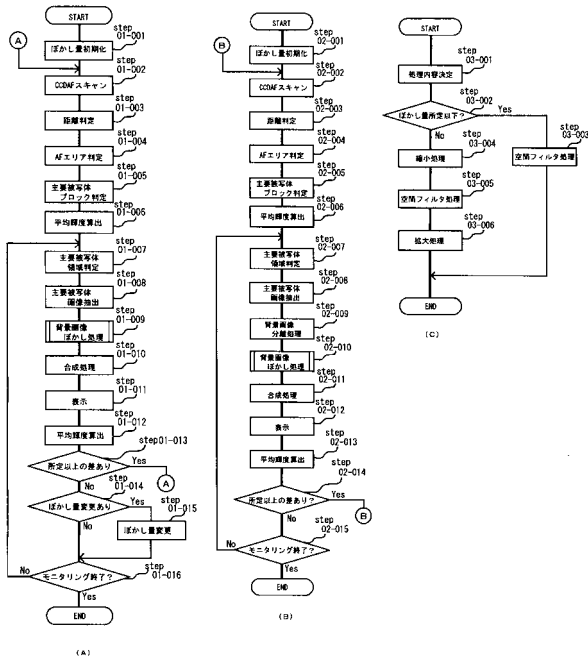 START
step
01-001
ぼかし量初期化
A
step
01-002
CCDAFスキャン
step
01-003
距離判定
step
01-004
AFエリア判定
step
01-005
主要被写体
ブロック判定
step
01-006
平均輝度算出
step
01-007
主要被写体
領域判定
step
01-008
主要被写体
画像抽出
step
01-009
背景画像
ぼかし処理
step
01-010
合成処理
step
01-011
表示
step
01-012
平均輝度算出
step01-013
所定以上の差あり
Yes
A
No
step
01-014
ぼかし量変更あり
Yes
step
01-015
ぼかし量変更
No
モニタリング終了?
No
step
01-016
Yes
END
(A)
START
step
02-001
ぼかし量初期化
B
step
02-002
CCDAFスキャン
step
02-003
距離判定
step
02-004
AFエリア判定
step
02-005
主要被写体
ブロック判定
step
02-006
平均輝度算出
step
02-007
主要被写体
領域判定
step
02-008
主要被写体
画像抽出
step
02-009
背景画像
分離処理
step
02-010
背景画像
ぼかし処理
step
02-011
合成処理
step
02-012
表示
step
02-013
平均輝度算出
step
02-014
所定以上の差あり?
Yes
B
No
step
02-015
モニタリング終了?
No
Yes
END
(B)
START
step
03-001
処理内容決定
step
03-002
ぼかし量所定以下?
Yes
step
03-003
空間フィルタ処理
No
step
03-004
縮小処理
step
03-005
空間フィルタ処理
step
03-006
拡大処理
END
(C)